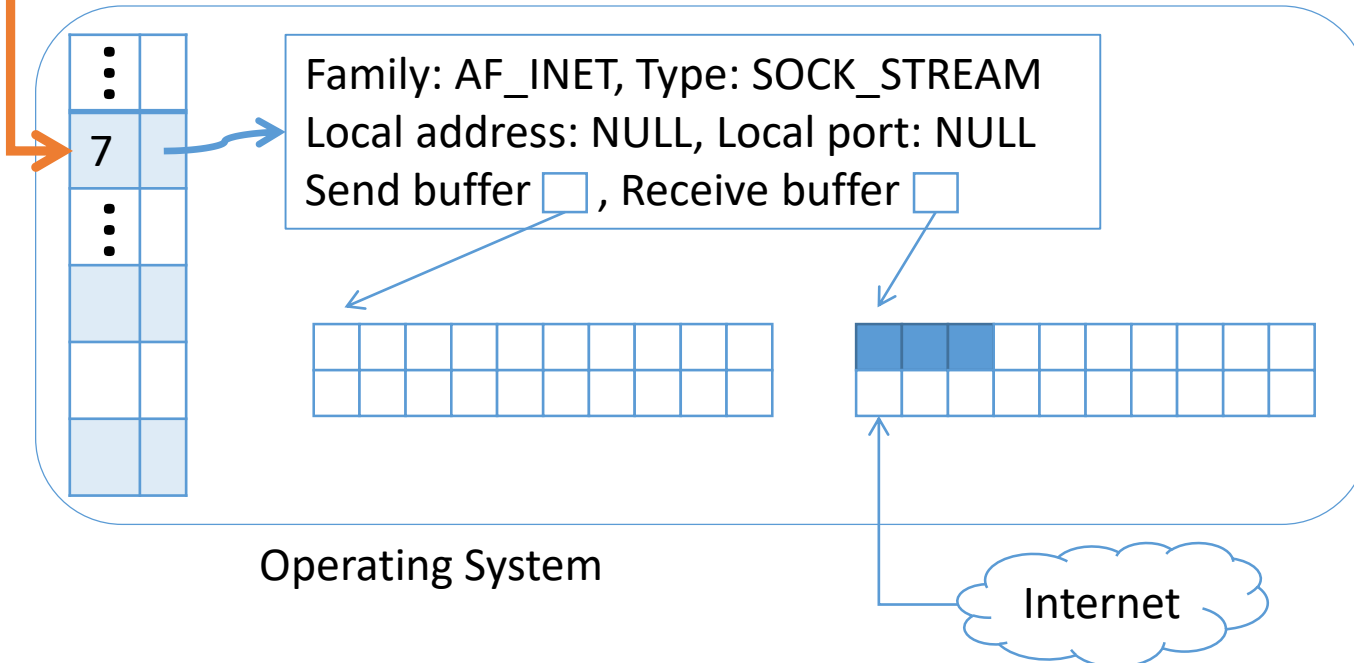 Family: AF_INET, Type: SOCK_STREAM
7
Local address: NULL, Local port: NULL
Send buffer , Receive buffer
Operating System
Internet